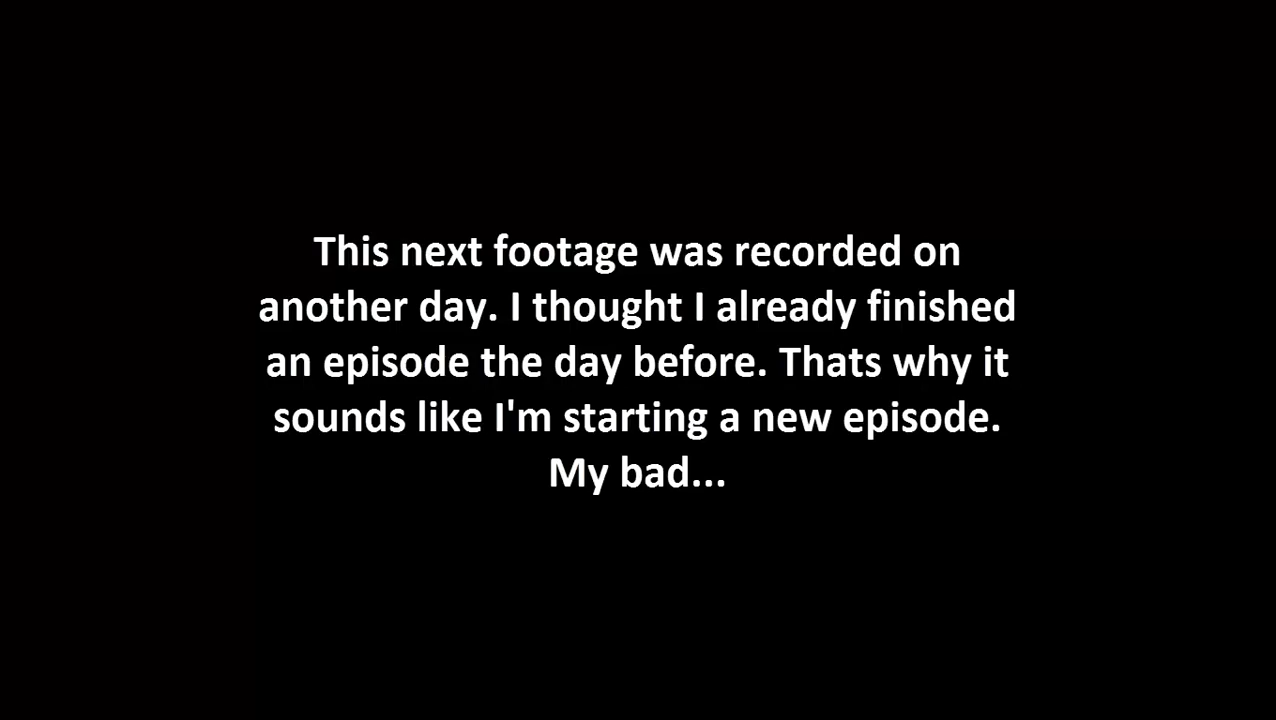 This next footage was recorded on
another day. I thought I already finished
an episode the day before. Thats why it
sounds like I'm starting a new episode.
My bad...